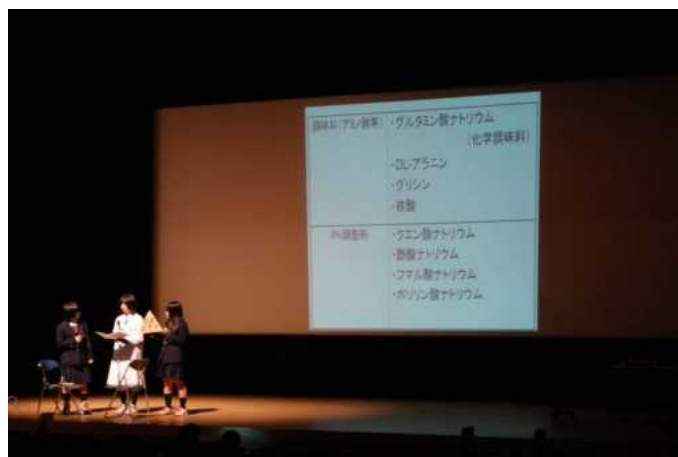 調味料(アミノ酸等) ・グルタミン酸ナトリウム
(化学調味料)
・DL-アラニン
・グリシン
・核酸
PH調整剤 ・クエン酸ナトリウム
・酢酸ナトリウム
・フマル酸ナトリウム
・ポリリン酸ナトリウム